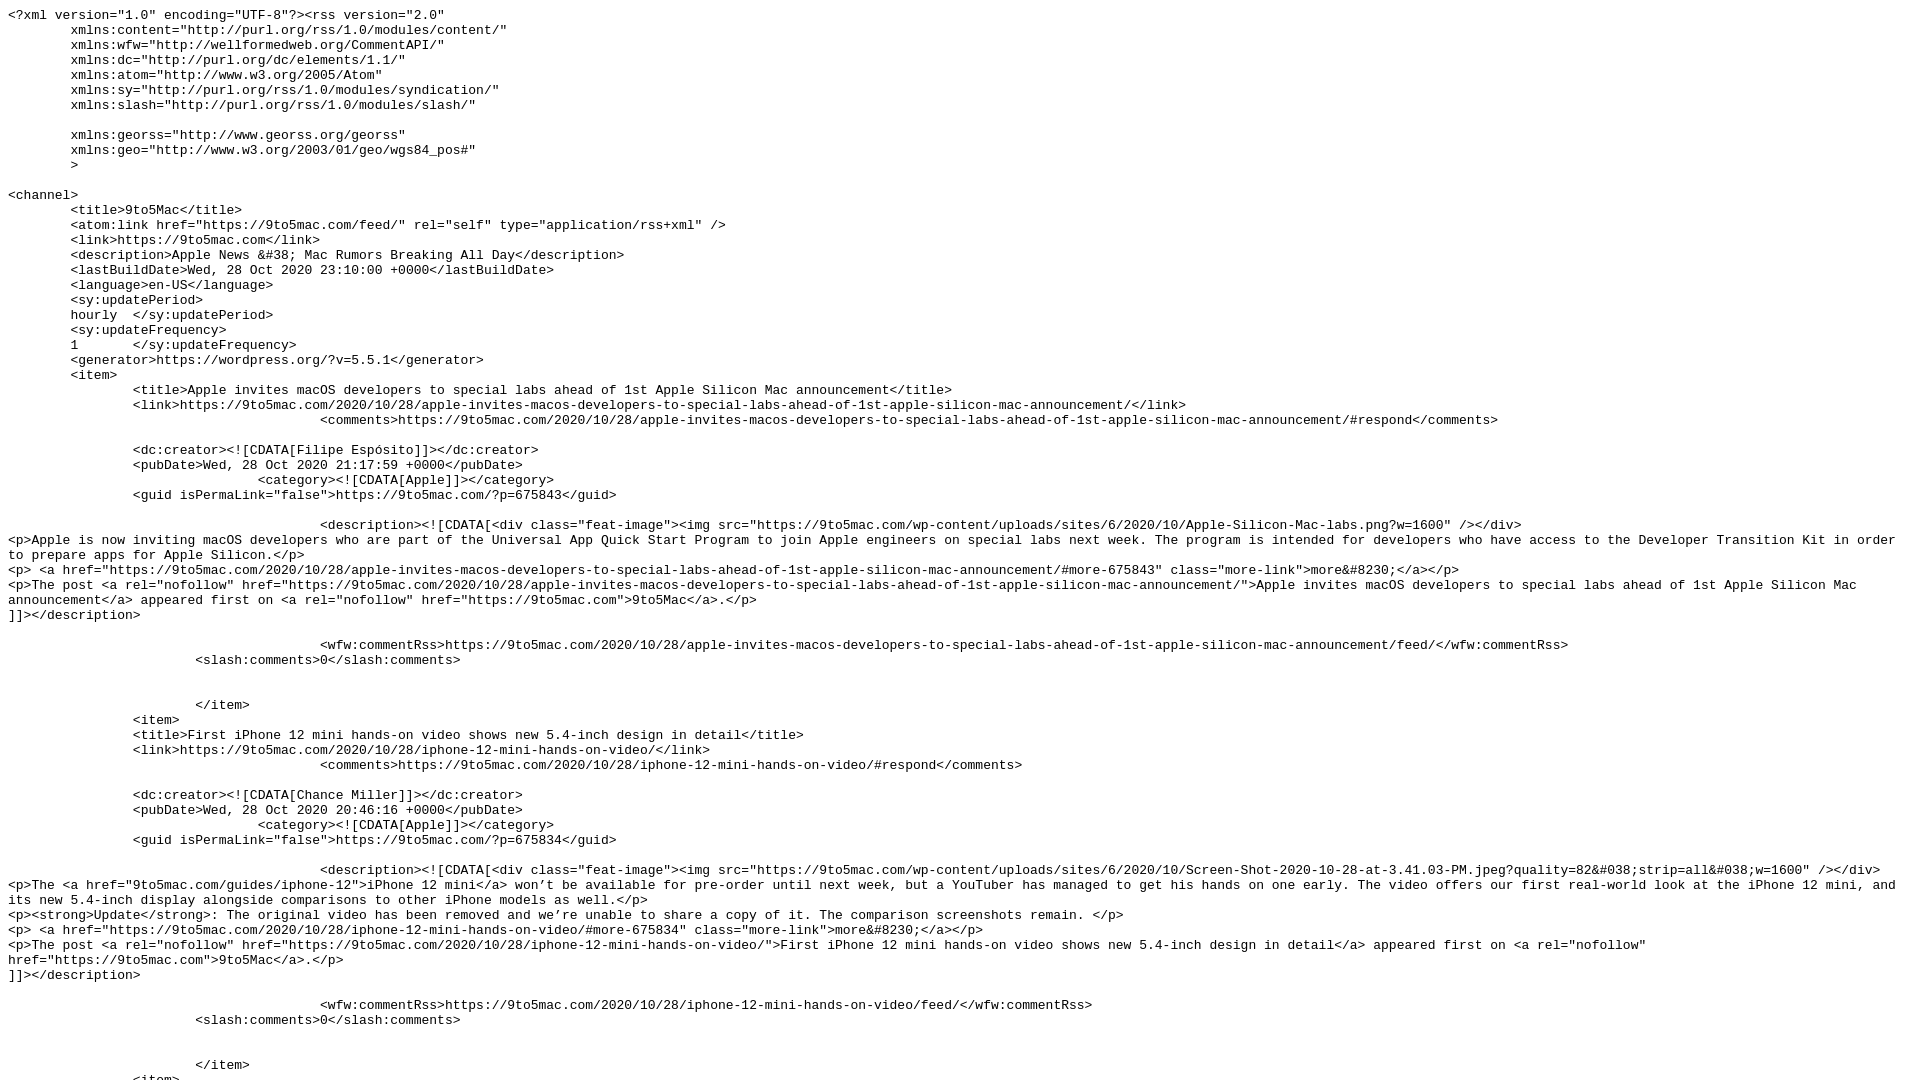 <?xml version="1.0" encoding="UTF-8"?><rss version="2.0"
xmlns:content="http://purl.org/rss/1.0/modules/content/"
xmlns:wfw="http://wellformedweb.org/CommentAPI/"
xmlns:dc="http://purl.org/dc/elements/1.1/"
xmlns:atom="http://www.w3.org/2005/Atom"
xmlns:sy="http://purl.org/rss/1.0/modules/syndication/"
xmlns:slash="http://purl.org/rss/1.0/modules/slash/"
xmlns:georss="http://www.georss.org/georss"
xmlns:geo="http://www.w3.org/2003/01/geo/wgs84_pos#"
>
<channel>
<title>9to5Mac</title>
<atom:link href="https://9to5mac.com/feed/" rel="self" type="application/rss+xml" />
<link>https://9to5mac.com</link>
<description>Apple News &#38; Mac Rumors Breaking All Day</description>
<lastBuildDate>Wed, 28 Oct 2020 23:10:00 +0000</lastBuildDate>
<language>en-US</language>
<sy:updatePeriod>
hourly  </sy:updatePeriod>
<sy:updateFrequency>
1       </sy:updateFrequency>
<generator>https://wordpress.org/?v=5.5.1</generator>
<item>
<title>Apple invites macOS developers to special labs ahead of 1st Apple Silicon Mac announcement</title>
<link>https://9to5mac.com/2020/10/28/apple-invites-macos-developers-to-special-labs-ahead-of-1st-apple-silicon-mac-announcement/</link>
<comments>https://9to5mac.com/2020/10/28/apple-invites-macos-developers-to-special-labs-ahead-of-1st-apple-silicon-mac-announcement/#respond</comments>
<dc:creator><![CDATA[Filipe Espósito]]></dc:creator>
<pubDate>Wed, 28 Oct 2020 21:17:59 +0000</pubDate>
<category><![CDATA[Apple]]></category>
<guid isPermaLink="false">https://9to5mac.com/?p=675843</guid>
<description><![CDATA[<div class="feat-image"><img src="https://9to5mac.com/wp-content/uploads/sites/6/2020/10/Apple-Silicon-Mac-labs.png?w=1600" /></div>
<p>Apple is now inviting macOS developers who are part of the Universal App Quick Start Program to join Apple engineers on special labs next week. The program is intended for developers who have access to the Developer Transition Kit in order
to prepare apps for Apple Silicon.</p>
<p> <a href="https://9to5mac.com/2020/10/28/apple-invites-macos-developers-to-special-labs-ahead-of-1st-apple-silicon-mac-announcement/#more-675843" class="more-link">more&#8230;</a></p>
<p>The post <a rel="nofollow" href="https://9to5mac.com/2020/10/28/apple-invites-macos-developers-to-special-labs-ahead-of-1st-apple-silicon-mac-announcement/">Apple invites macOS developers to special labs ahead of 1st Apple Silicon Mac
announcement</a> appeared first on <a rel="nofollow" href="https://9to5mac.com">9to5Mac</a>.</p>
]]></description>
<wfw:commentRss>https://9to5mac.com/2020/10/28/apple-invites-macos-developers-to-special-labs-ahead-of-1st-apple-silicon-mac-announcement/feed/</wfw:commentRss>
<slash:comments>0</slash:comments>
</item>
<item>
<title>First iPhone 12 mini hands-on video shows new 5.4-inch design in detail</title>
<link>https://9to5mac.com/2020/10/28/iphone-12-mini-hands-on-video/</link>
<comments>https://9to5mac.com/2020/10/28/iphone-12-mini-hands-on-video/#respond</comments>
<dc:creator><![CDATA[Chance Miller]]></dc:creator>
<pubDate>Wed, 28 Oct 2020 20:46:16 +0000</pubDate>
<category><![CDATA[Apple]]></category>
<guid isPermaLink="false">https://9to5mac.com/?p=675834</guid>
<description><![CDATA[<div class="feat-image"><img src="https://9to5mac.com/wp-content/uploads/sites/6/2020/10/Screen-Shot-2020-10-28-at-3.41.03-PM.jpeg?quality=82&#038;strip=all&#038;w=1600" /></div>
<p>The <a href="9to5mac.com/guides/iphone-12">iPhone 12 mini</a> won’t be available for pre-order until next week, but a YouTuber has managed to get his hands on one early. The video offers our first real-world look at the iPhone 12 mini, and
its new 5.4-inch display alongside comparisons to other iPhone models as well.</p>
<p><strong>Update</strong>: The original video has been removed and we’re unable to share a copy of it. The comparison screenshots remain. </p>
<p> <a href="https://9to5mac.com/2020/10/28/iphone-12-mini-hands-on-video/#more-675834" class="more-link">more&#8230;</a></p>
<p>The post <a rel="nofollow" href="https://9to5mac.com/2020/10/28/iphone-12-mini-hands-on-video/">First iPhone 12 mini hands-on video shows new 5.4-inch design in detail</a> appeared first on <a rel="nofollow"
href="https://9to5mac.com">9to5Mac</a>.</p>
]]></description>
<wfw:commentRss>https://9to5mac.com/2020/10/28/iphone-12-mini-hands-on-video/feed/</wfw:commentRss>
<slash:comments>0</slash:comments>
</item>
<item>